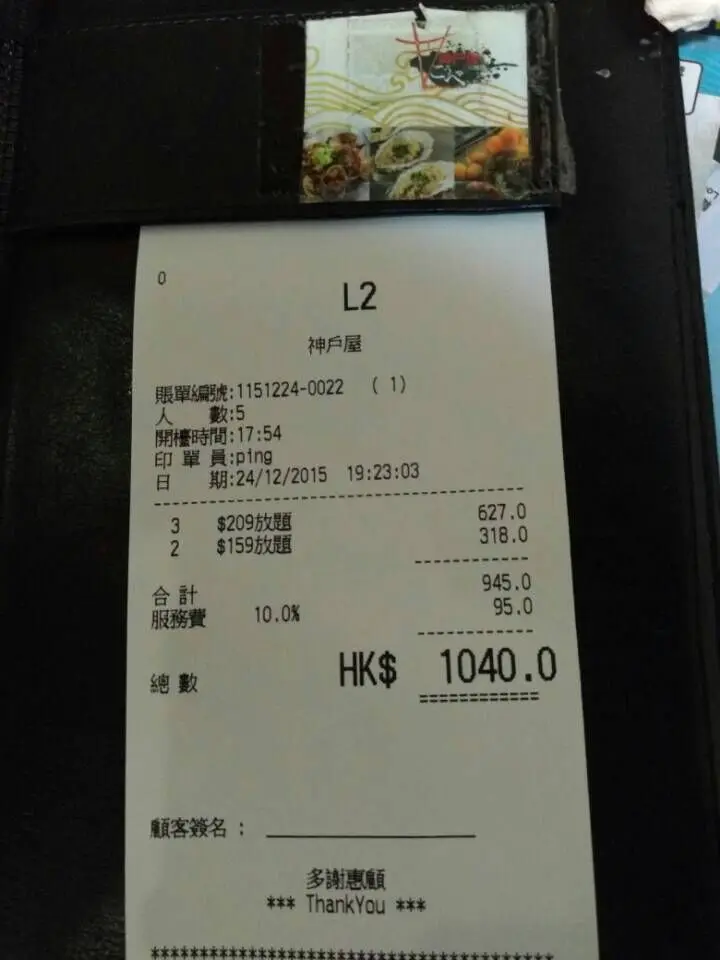 0
L2
神戶屋
賬單編號:1151224-0022 ( 1)
人 數:5
開檯時間:17:54
印 單 員:ping
日 期:24/12/2015 19:23:03
3 $209放題 627.0
2 $159放題 318.0
合 計 945.0
服務費 10.0% 95.0
總 數 HK$ 1040.0
顧客簽名 :
多謝惠顧
*** ThankYou ***